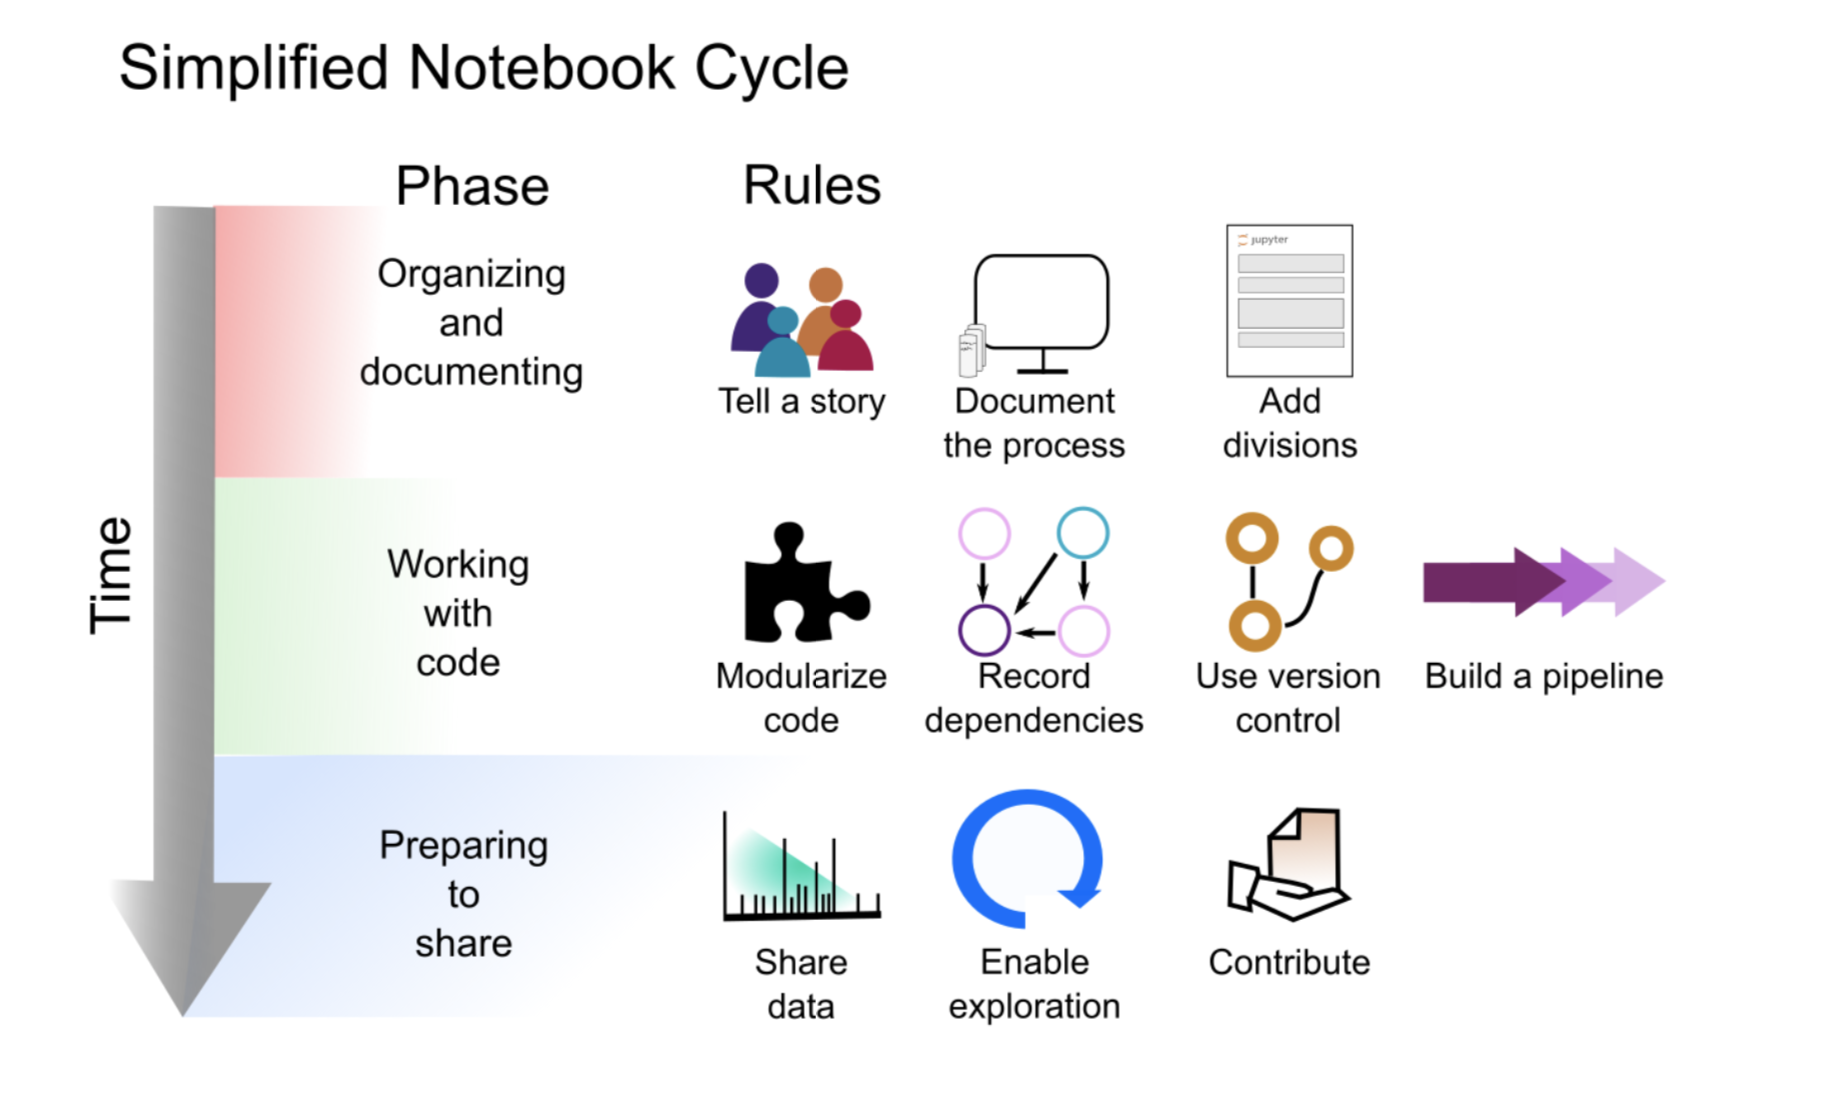 Simplified Notebook Cycle
Phase
Rules
Time
Organizing
and
documenting
Tell a story
Document
the process
jupyter
Add
divisions
Working
with
code
Modularize
code
Record
dependencies
Use version
control
Build a pipeline
Preparing
to
share
Share
data
Enable
exploration
Contribute